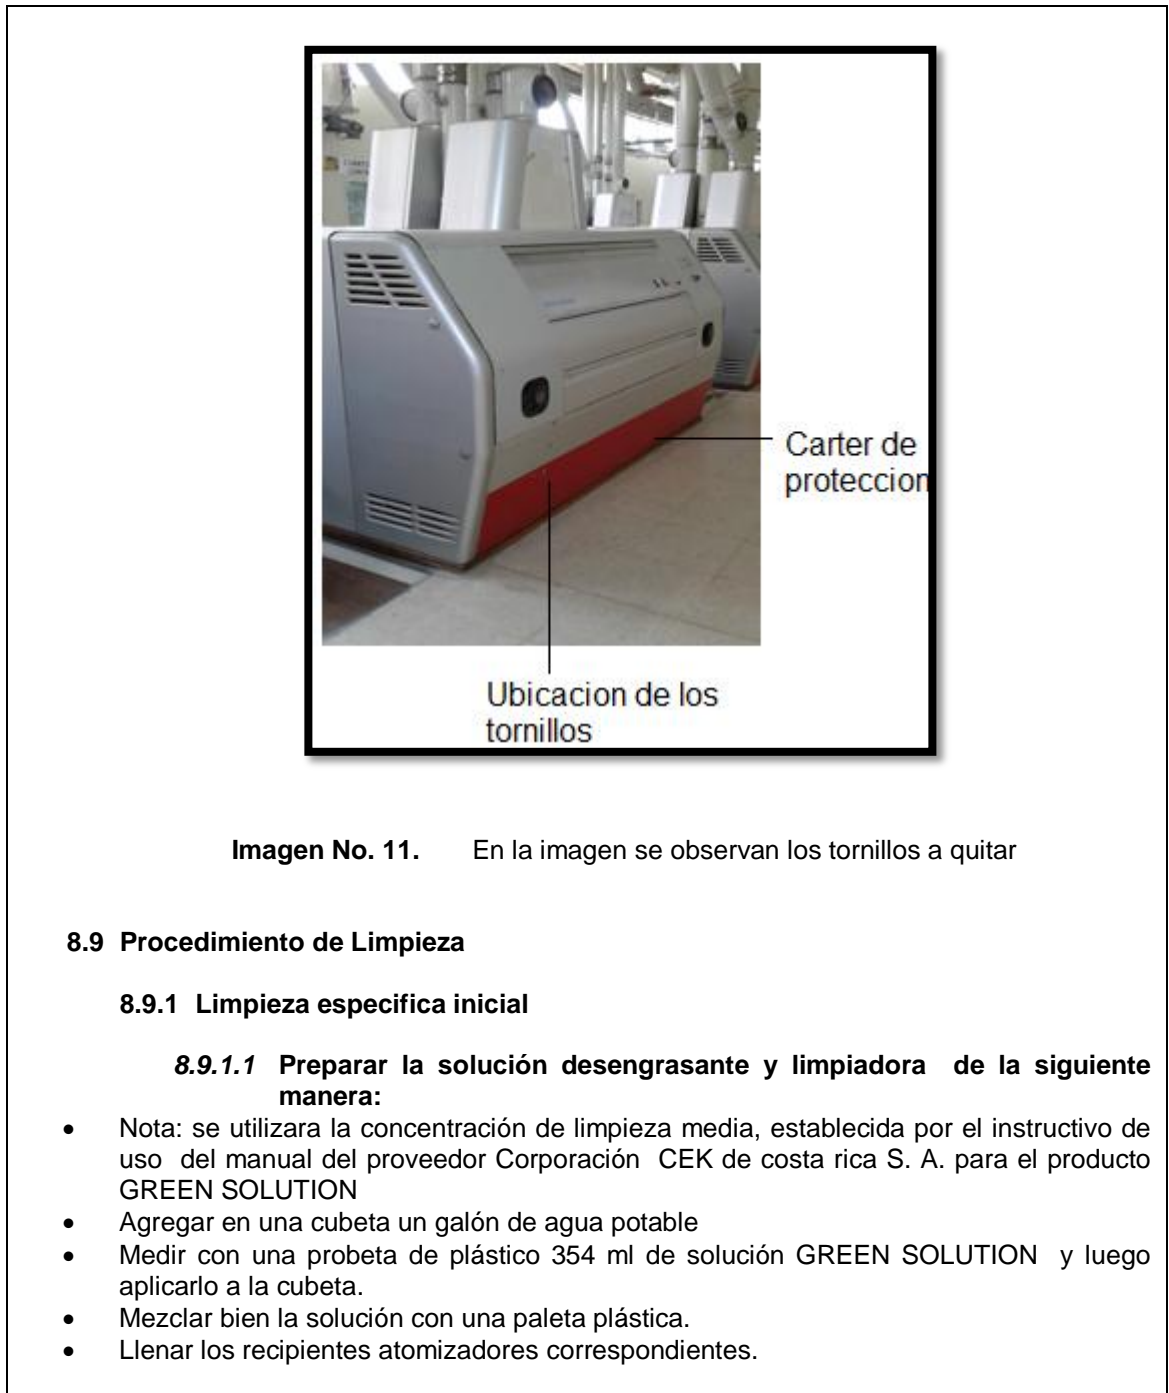 Carter de
proteccion
Ubicacion de los
tornillos
Imagen No. 11. En la imagen se observan los tornillos a quitar
8.9 Procedimiento de Limpieza
8.9.1 Limpieza especifica inicial
8.9.1.1 Preparar la solución desengrasante y limpiadora de la siguiente
manera:
• Nota: se utilizara la concentración de limpieza media, establecida por el instructivo de
uso del manual del proveedor Corporación CEK de costa rica S. A. para el producto
GREEN SOLUTION
• Agregar en una cubeta un galón de agua potable
• Medir con una probeta de plástico 354 ml de solución GREEN SOLUTION y luego
aplicarlo a la cubeta.
• Mezclar bien la solución con una paleta plástica.
• Llenar los recipientes atomizadores correspondientes.